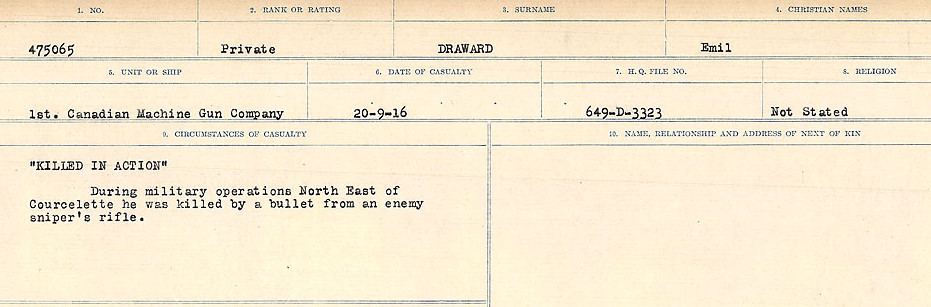 1. NO. 2. RANK OR RATING 3. SURNAME 4. CHRISTIAN NAMES
475065 Private DRAWARD Emil
5. UNIT OR SHIP 6. DATE OF CASUALTY 7. H. Q. FILE NO. 8. RELIGION
1st. Canadian Machine Gun Company 20-9-16 649-D-3323 Not Stated
9. CIRCUMSTANCES OF CASUALTY 10. NAME, RELATIONSHIP AND ADDRESS OF NEXT OF KIN
"KILLED IN ACTION"
During military operations North East of
Courcelette he was killed by a bullet from an enemy
sniper's rifle.